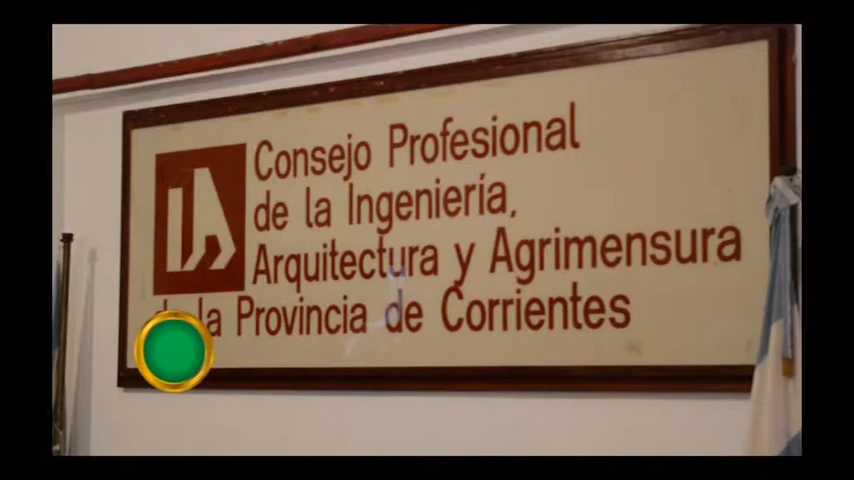 Consejo Profesional
de la Ingeniería,
Arquitectura y Agrimensura
la Provincia de Corrientes